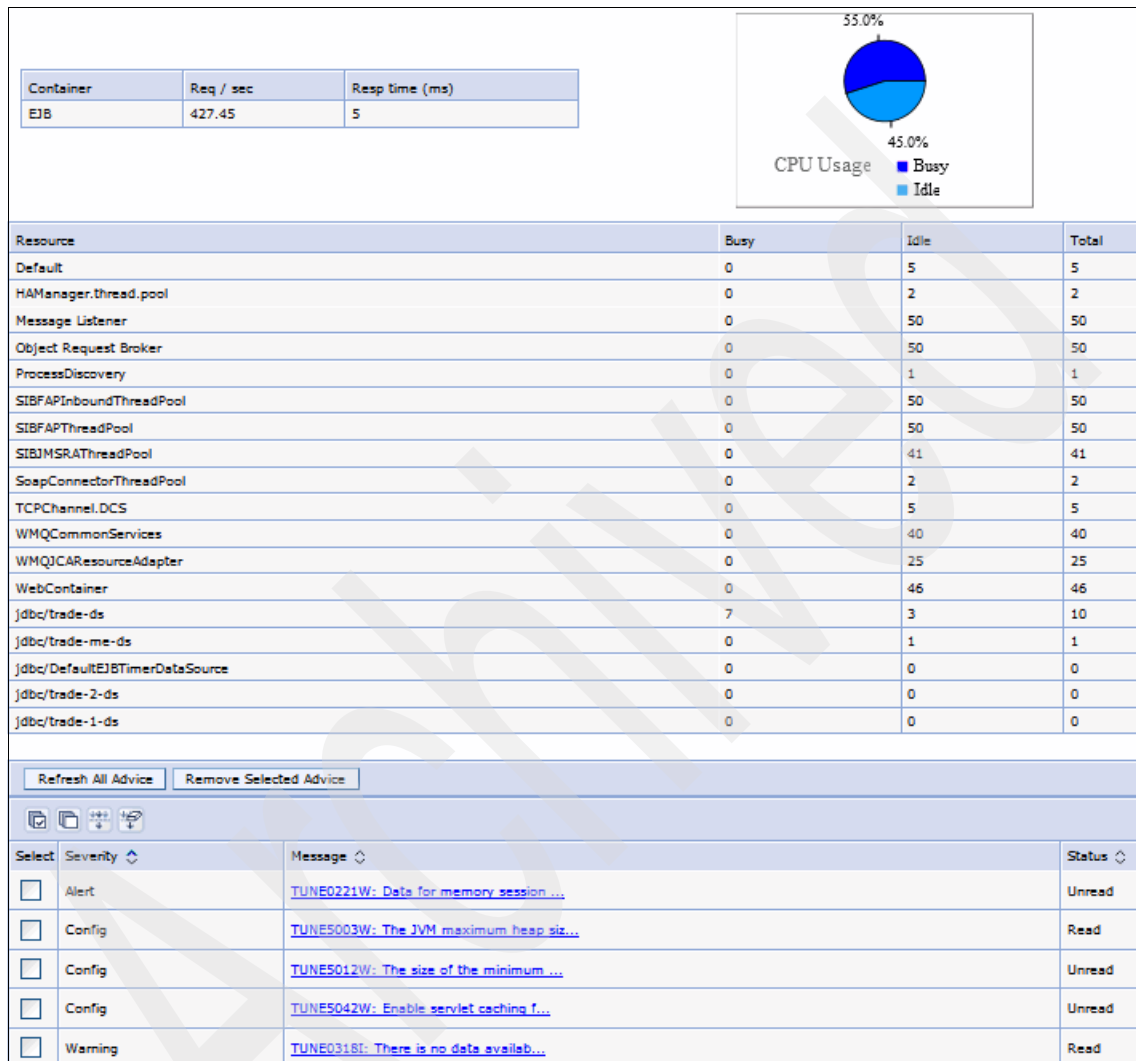 55.0%
Container Req / sec Resp time (ms)
EJB 427.45 5
45.0%
CPU Usage Busy
Idle
Resource Busy Idle Total
Default 0 5 5
HAManager.thread.pool 0 2 2
Message Listener 0 50 50
Object Request Broker 0 50 50
ProcessDiscovery 0 1 1
SIBFAPInboundThreadPool 0 50 50
SIBFAPThreadPool 0 50 50
SIBJMSRAThreadPool 0 41 41
SoapConnectorThreadPool 0 2 2
TCPChannel.DCS 0 5 5
WMQCommonServices 0 40 40
WMQJCAResourceAdapter 0 25 25
WebContainer 0 46 46
jdbc/trade-ds 7 3 10
jdbc/trade-me-ds 0 1 1
jdbc/DefaultEJBTimerDataSource 0 0 0
jdbc/trade-2-ds 0 0 0
jdbc/trade-1-ds 0 0 0
Refresh All Advice Remove Selected Advice
Select Severity Message Status
Alert TUNE0221W: Data for memory session ... Unread
Config TUNE5003W: The JVM maximum heap siz... Read
Config TUNE5012W: The size of the minimum ... Unread
Config TUNE5042W: Enable servlet caching f... Unread
Warning TUNE0318I: There is no data availab... Read
Archived